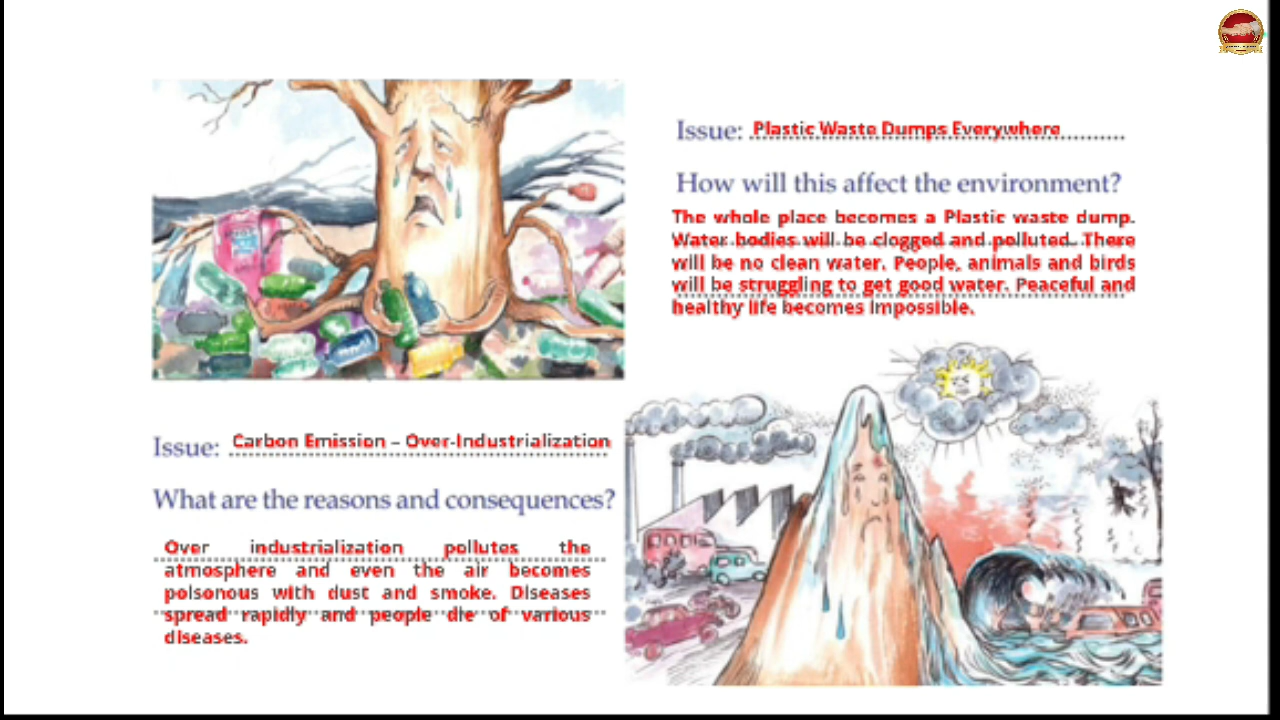 Issue: Plastic Waste Dumps Everywhere
How will this affect the environment?
The whole place becomes a Plastic waste dump.
Water bodies will be clogged and polluted. There
will be no clean water. People, animals and birds
will be struggling to get good water. Peaceful and
healthy life becomes impossible.
Issue: Carbon Emission – Over-Industrialization
What are the reasons and consequences?
Over industrialization pollutes the
atmosphere and even the air becomes
poisonous with dust and smoke. Diseases
spread rapidly and people die of various
diseases.